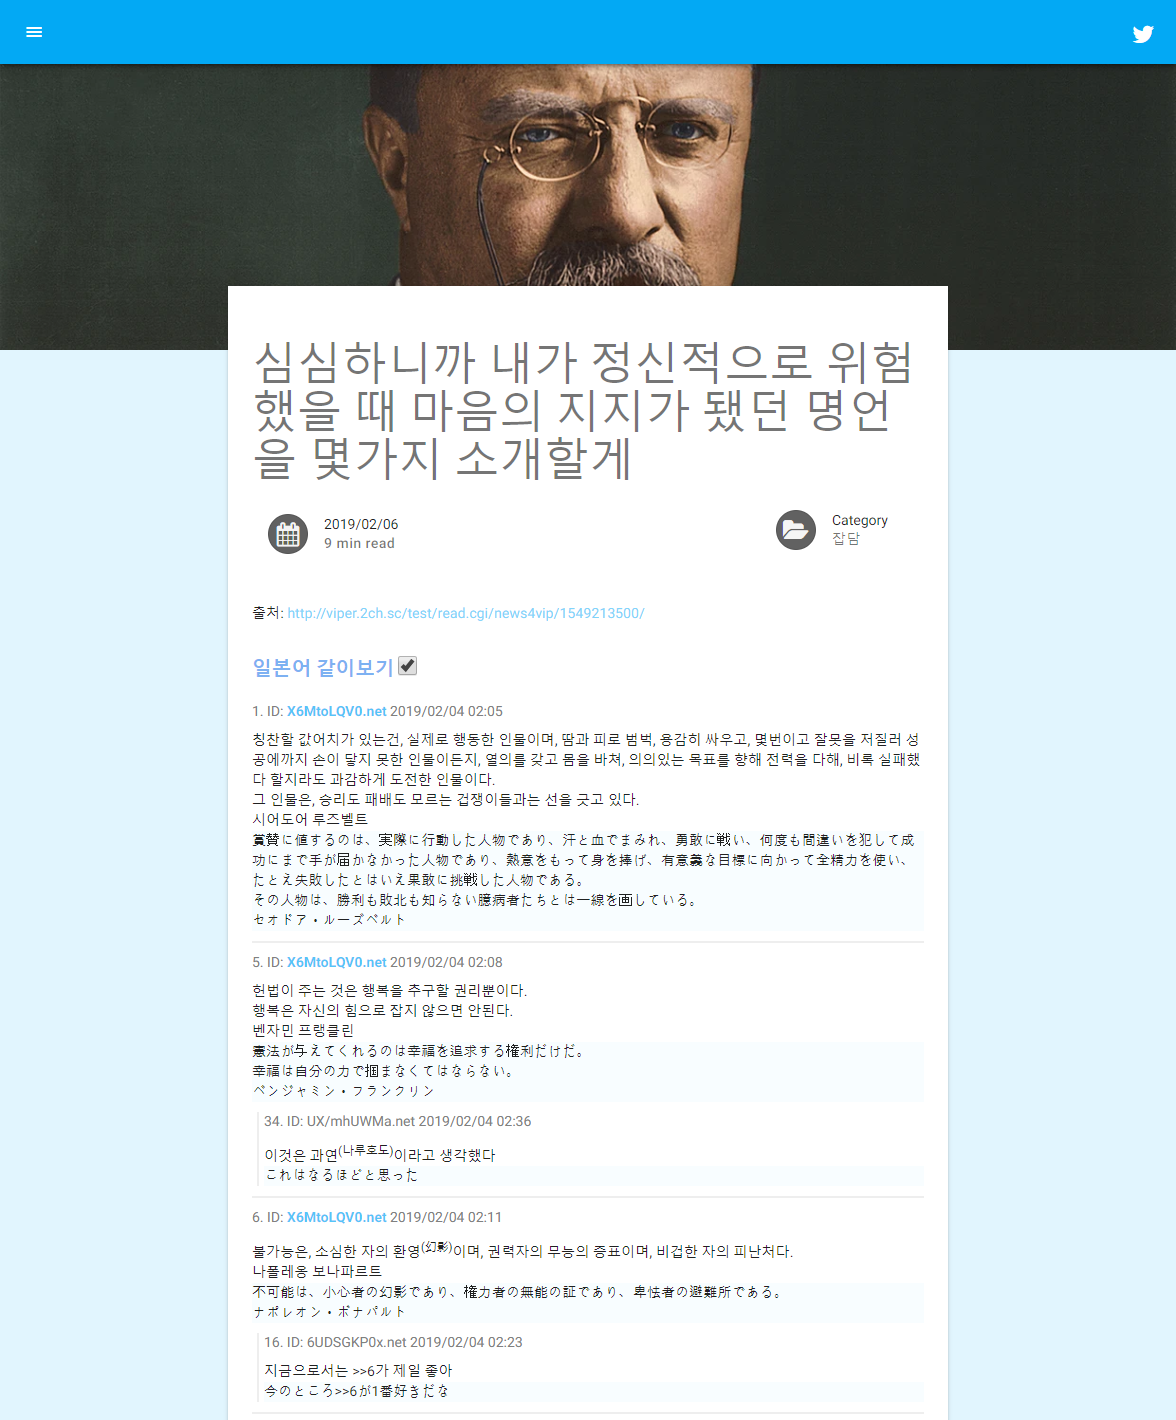 심심하니까 내가 정신적으로 위험
했을 때 마음의 지지가 됐던 명언
을 몇가지 소개할게
2019/02/06
9 min read
Category
잡담
출처: http://viper.2ch.sc/test/read.cgi/news4vip/1549213500/
일본어 같이보기
1. ID: X6MtoLQV0.net 2019/02/04 02:05
칭찬할 값어치가 있는건, 실제로 행동한 인물이며, 땀과 피로 범벅, 용감히 싸우고, 몇번이고 잘못을 저질러 성
공에까지 손이 닿지 못한 인물이든지, 열의를 갖고 몸을 바쳐, 의의있는 목표를 향해 전력을 다해, 비록 실패했
다 할지라도 과감하게 도전한 인물이다.
그 인물은, 승리도 패배도 모르는 겁쟁이들과는 선을 긋고 있다.
시어도어 루즈벨트
賞賛に値するのは、実際に行動した人物であり、汗と血でまみれ、勇敢に戦い、何度も間違いを犯して成
功にまで手が届かなかった人物であり、熱意をもって身を捧げ、有意義な目標に向かって全精力を使い、
たとえ失敗したとはいえ果敢に挑戦した人物である。
その人物は、勝利も敗北も知らない臆病者たちとは一線を画している。
セオドア・ルーズベルト
5. ID: X6MtoLQV0.net 2019/02/04 02:08
헌법이 주는 것은 행복을 추구할 권리뿐이다.
행복은 자신의 힘으로 잡지 않으면 안된다.
벤자민 프랭클린
憲法が与えてくれるのは幸福を追求する権利だけだ。
幸福は自分の力で掴まなくてはならない。
ベンジャミン・フランクリン
34. ID: UX/mhUWMa.net 2019/02/04 02:36
이것은 과연(나루호도)이라고 생각했다
これはなるほどと思った
6. ID: X6MtoLQV0.net 2019/02/04 02:11
불가능은, 소심한 자의 환영(幻影)이며, 권력자의 무능의 증표이며, 비겁한 자의 피난처다.
나폴레옹 보나파르트
不可能は、小心者の幻影であり、権力者の無能の証であり、卑怯者の避難所である。
ナポレオン・ボナパルト
16. ID: 6UDSGKP0x.net 2019/02/04 02:23
지금으로서는 >>6가 제일 좋아
今のところ>>6が1番好きだな